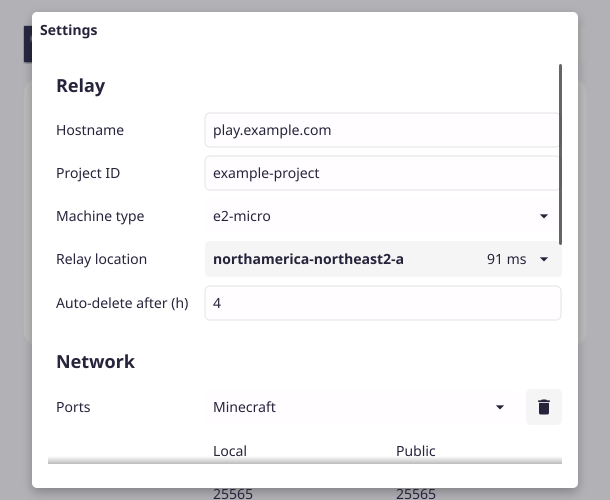 Settings
Relay
Hostname play.example.com
Project ID example-project
Machine type e2-micro
Relay location northamerica-northeast2-a 91 ms
Auto-delete after (h) 4
Network
Ports Minecraft
Local Public
25565 25565